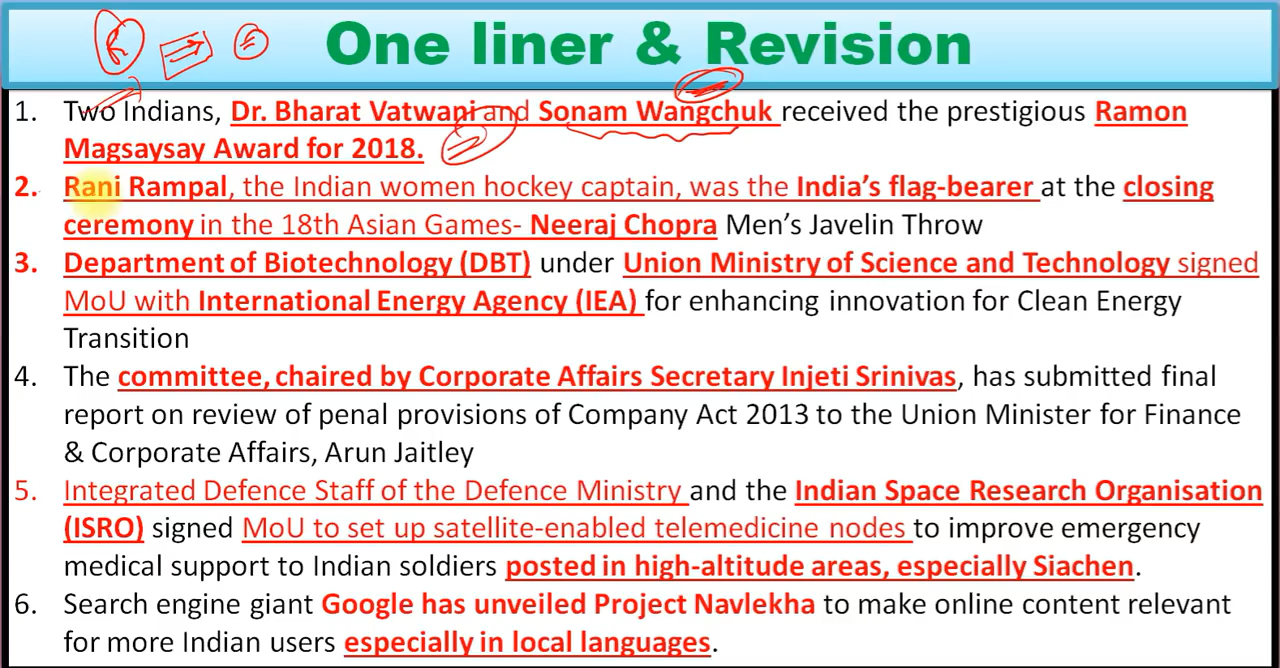 One liner & Revision
1. Two Indians, Dr. Bharat Vatwani and Sonam Wangchuk received the prestigious Ramon
Magsaysay Award for 2018.
2. Rani Rampal, the Indian women hockey captain, was the India's flag-bearer at the closing
ceremony in the 18th Asian Games- Neeraj Chopra Men's Javelin Throw
3. Department of Biotechnology (DBT) under Union Ministry of Science and Technology signed
MoU with International Energy Agency (IEA) for enhancing innovation for Clean Energy
Transition
4. The committee, chaired by Corporate Affairs Secretary Injeti Srinivas, has submitted final
report on review of penal provisions of Company Act 2013 to the Union Minister for Finance
& Corporate Affairs, Arun Jaitley
5. Integrated Defence Staff of the Defence Ministry and the Indian Space Research Organisation
(ISRO) signed MoU to set up satellite-enabled telemedicine nodes to improve emergency
medical support to Indian soldiers posted in high-altitude areas, especially Siachen.
6. Search engine giant Google has unveiled Project Navlekha to make online content relevant
for more Indian users especially in local languages.